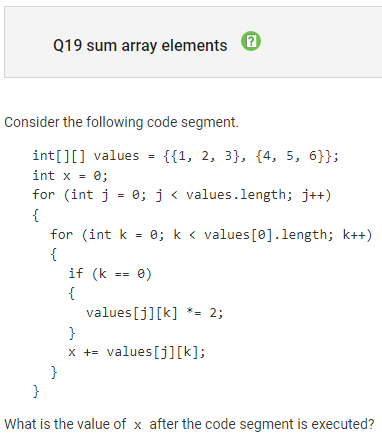 Q19 sum array elements ?
Consider the following code segment.
int[][] values = {{1, 2, 3}, {4, 5, 6}};
int x = 0;
for (int j = 0; j < values.length; j++)
{
for (int k = 0; k < values[0].length; k++)
{
if (k == 0)
{
values[j][k] *= 2;
}
x += values[j][k];
}
}
What is the value of x after the code segment is executed?